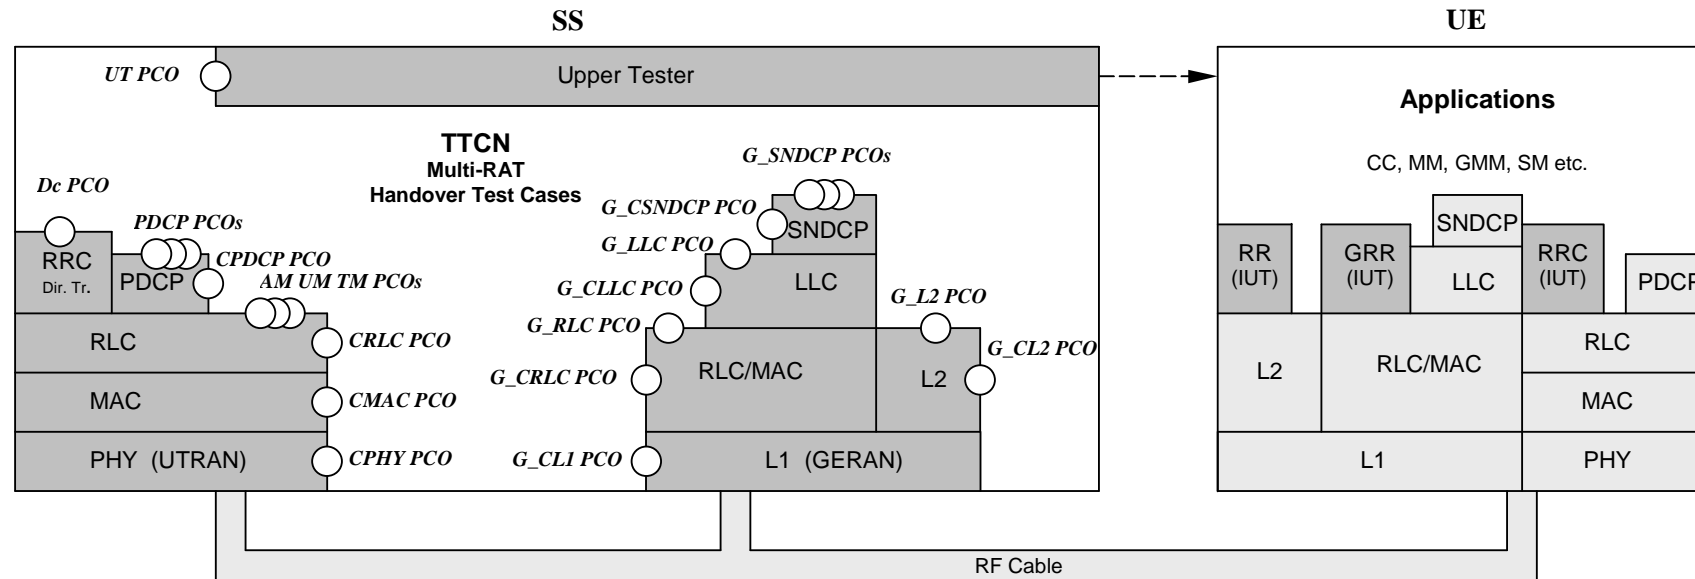 SS
UE
UT PCO
Upper Tester
Applications
TTCN
Multi-RAT
Handover Test Cases
G_SNDCP PCOs
CC, MM, GMM, SM etc.
Dc PCO
PDCP PCOs
CPDCP PCO
AM UM TM PCOs
RRC
Dir. Tr.
PDCP
G_CSNDCP PCO
SNDCP
G_LLC PCO
G_CLLC PCO
LLC
G_RLC PCO
G_L2 PCO
G_CL2 PCO
RLC
CRLC PCO
G_CRLC PCO
RLC/MAC
L2
MAC
CMAC PCO
PHY (UTRAN)
CPHY PCO
G_CL1 PCO
L1 (GERAN)
SNDCP
RR
(IUT)
GRR
(IUT)
LLC
RRC
(IUT)
PDCP
L2
RLC/MAC
RLC
MAC
L1
PHY
RF Cable